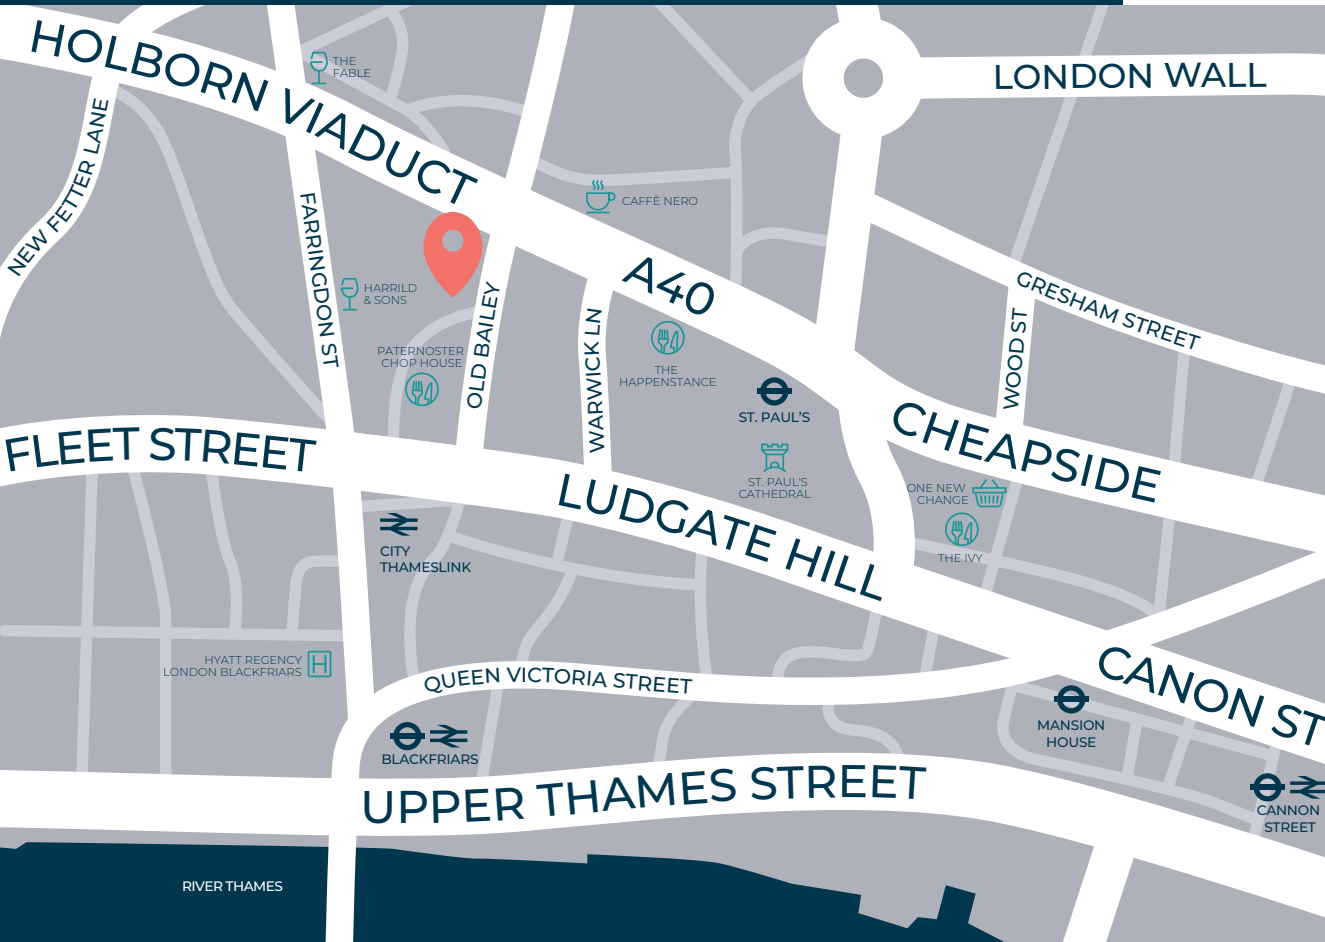 HOLBORN VIADUCT
THE
FABLE
LONDON WALL
NEW FETTER LANE
FARRINGDON ST
CAFFÈ NERO
HARRILD
& SONS
A40
OLD BAILEY
WARWICK LN
GRESHAM STREET
WOOD ST
PATERNOSTER
CHOP HOUSE
THE
HAPPENSTANCE
ST. PAUL'S
FLEET STREET
CHEAPSIDE
ST. PAUL'S
CATHEDRAL
ONE NEW
CHANGE
LUDGATE HILL
CITY
THAMESLINK
THE IVY
HYATT REGENCY
LONDON BLACKFRIARS
H
QUEEN VICTORIA STREET
CANON ST
MANSION
HOUSE
BLACKFRIARS
UPPER THAMES STREET
CANNON
STREET
RIVER THAMES